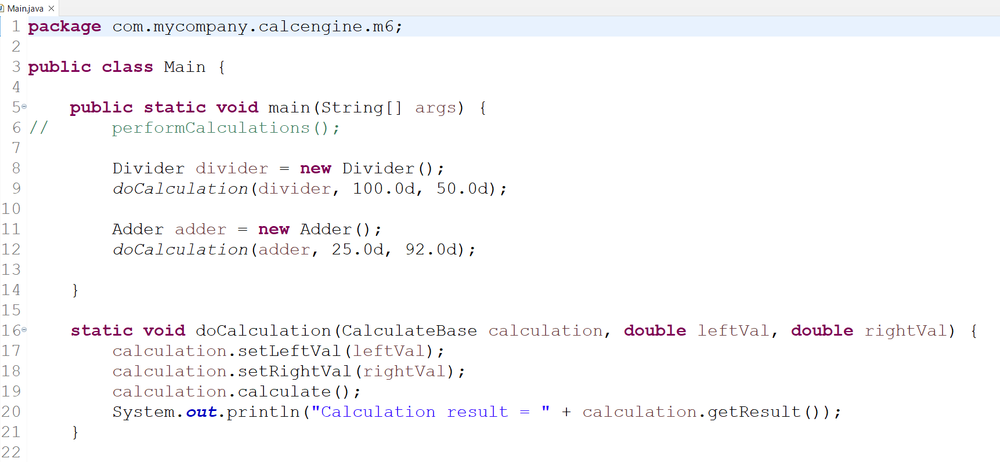 Main.java
1 package com.mycompany.calcengine.m6;
2
3 public class Main {
4
5     public static void main(String[] args) {
6 //      performCalculations();
7
8         Divider divider = new Divider();
9         doCalculation(divider, 100.0d, 50.0d);
10
11         Adder adder = new Adder();
12         doCalculation(adder, 25.0d, 92.0d);
13
14     }
15
16     static void doCalculation(CalculateBase calculation, double leftVal, double rightVal) {
17         calculation.setLeftVal(leftVal);
18         calculation.setRightVal(rightVal);
19         calculation.calculate();
20         System.out.println("Calculation result = " + calculation.getResult());
21     }
22